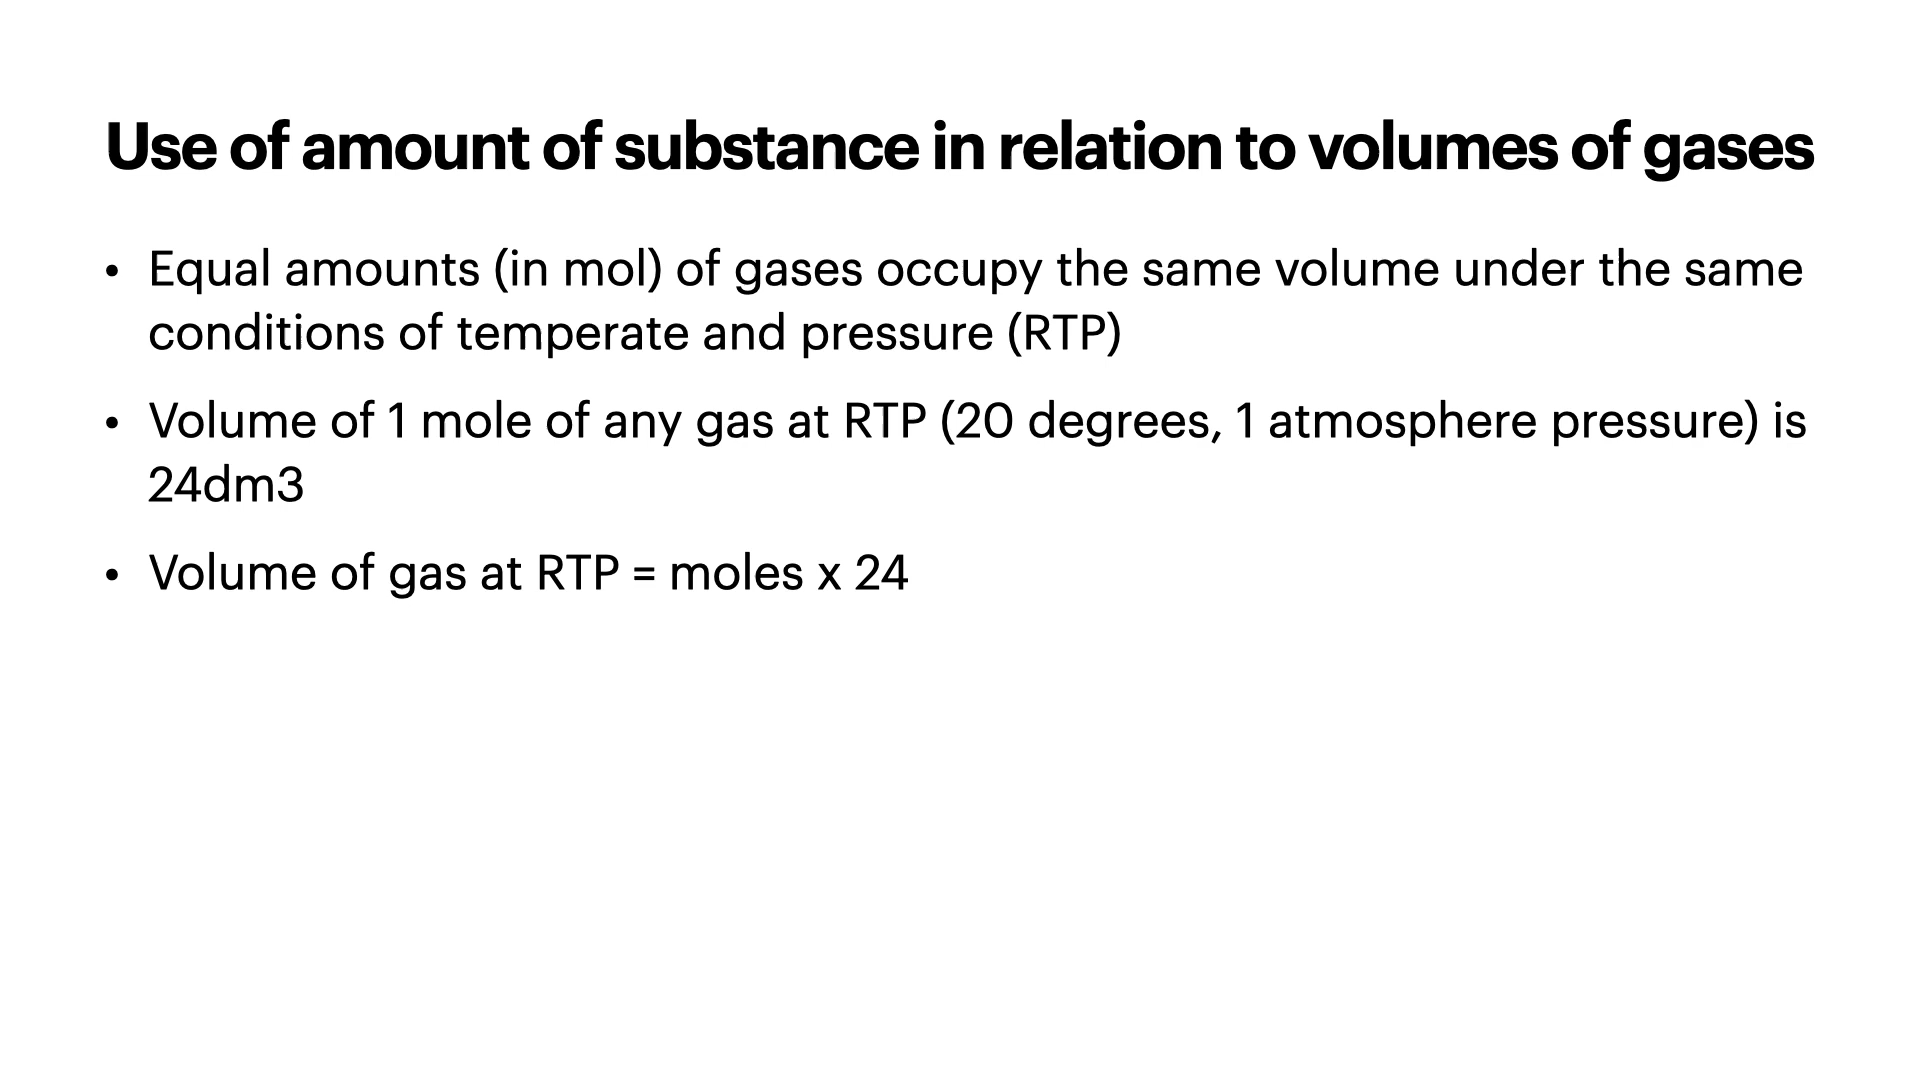 Use of amount of substance in relation to volumes of gases
• Equal amounts (in mol) of gases occupy the same volume under the same
conditions of temperate and pressure (RTP)
• Volume of 1 mole of any gas at RTP (20 degrees, 1 atmosphere pressure) is
24dm3
• Volume of gas at RTP = moles x 24